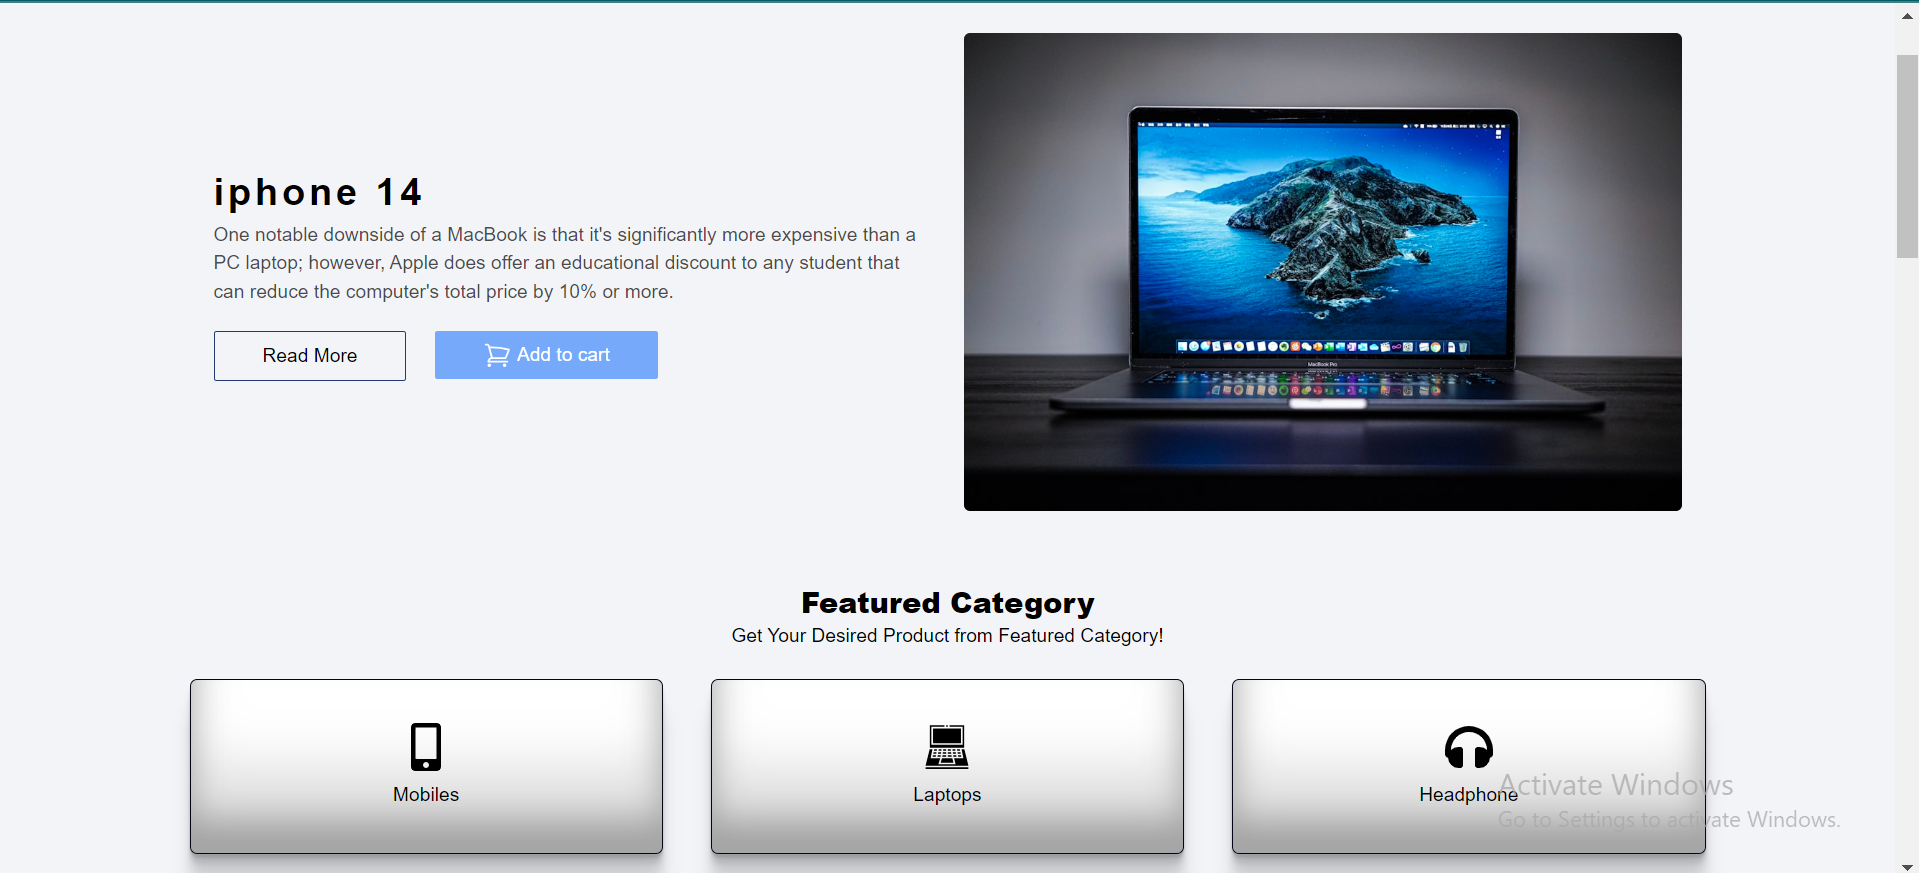 iphone 14
One notable downside of a MacBook is that it's significantly more expensive than a
PC laptop; however, Apple does offer an educational discount to any student that
can reduce the computer's total price by 10% or more.
Read More
Add to cart
MacBook Pro
Featured Category
Get Your Desired Product from Featured Category!
Mobiles
Laptops
Headphone
Activate Windows
Go to Settings to activate Windows.